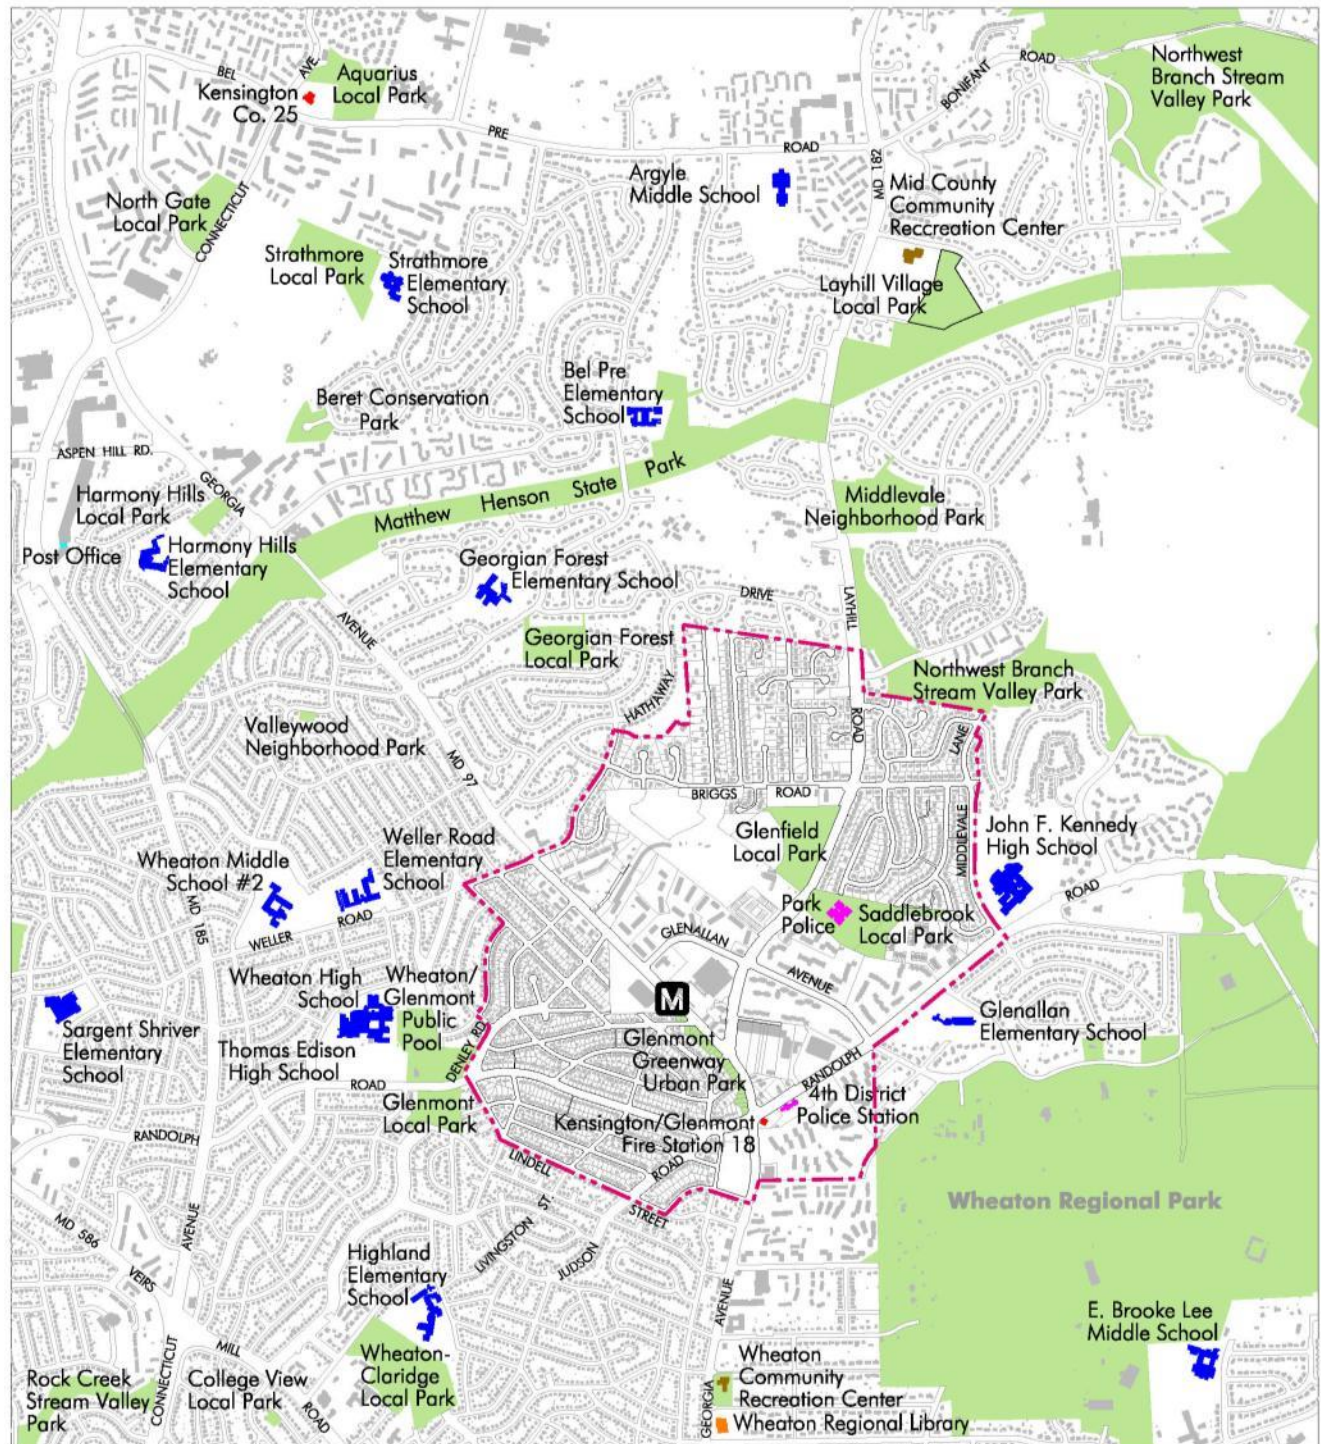 BEL
AVE.
Kensington
Co. 25
Aquarius
Local Park
PRE
ROAD
BONIFANT
ROAD
Northwest
Branch Stream
Valley Park
MD 182
Argyle
Middle School
Mid County
Community
Reccreation Center
North Gate
Local Park
CONNECTICUT
Strathmore
Local Park
Strathmore
Elementary
School
Layhill Village
Local Park
Bel Pre
Elementary
School
Beret Conservation
Park
ASPEN HILL RD.
GEORGIA
Harmony Hills
Local Park
Matthew Henson State Park
Middlevale
Neighborhood Park
Post Office
Harmony Hills
Elementary
School
Georgian Forest
Elementary School
DRIVE
LAYHILL
AVENUE
Georgian Forest
Local Park
HATHAWAY
Northwest Branch
Stream Valley Park
Valleywood
Neighborhood Park
ROAD
LANE
MD 97
BRIGGS
ROAD
Glenfield
Local Park
MIDDLEVALE
John F. Kennedy
High School
ROAD
Weller Road
Elementary
School
Wheaton Middle
School #2
MD 185
WELLER
ROAD
Park
Police
Saddlebrook
Local Park
GLENALLAN
AVENUE
Wheaton High
School
Wheaton/
Glenmont
Public
Pool
M
Sargent Shriver
Elementary
School
Thomas Edison
High School
DENLEY RD.
Glenmont
Greenway
Urban Park
Glenallan
Elementary School
RANDOLPH
ROAD
Glenmont
Local Park
4th District
Police Station
Kensington/Glenmont
Fire Station 18
RANDOLPH
LINDELL
ROAD
STREET
Wheaton Regional Park
MD 586
VEIRS
AVENUE
LIVINGSTON ST.
JUDSON
Highland
Elementary
School
AVENUE
E. Brooke Lee
Middle School
MILL
ROAD
CONNECTICUT
Rock Creek
Stream Valley
Park
College View
Local Park
Wheaton-
Claridge
Local Park
GEORGIA
Wheaton
Community
Recreation Center
Wheaton Regional Library